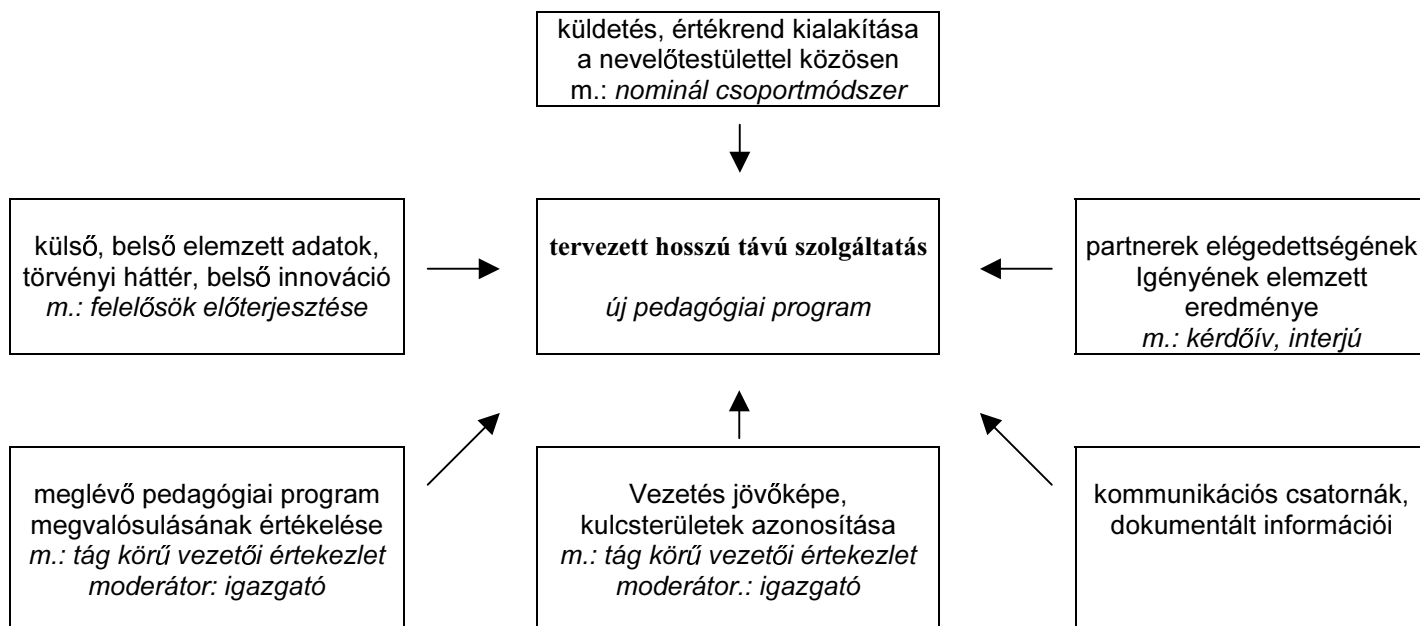 küldetés, értékrend kialakítása
a nevelőtestülettel közösen
m.: nominál csoportmódszer
külső, belső elemzett adatok,
törvényi háttér, belső innováció
m.: felelősök előterjesztése
tervezett hosszú távú szolgáltatás
új pedagógiai program
partnerek elégedettségének
Igényének elemzett
eredménye
m.: kérdőív, interjú
meglévő pedagógiai program
megvalósulásának értékelése
m.: tág körű vezetői értekezlet
moderátor: igazgató
Vezetés jövőképe,
kulcsterületek azonosítása
m.: tág körű vezetői értekezlet
moderátor.: igazgató
kommunikációs csatornák,
dokumentált információi